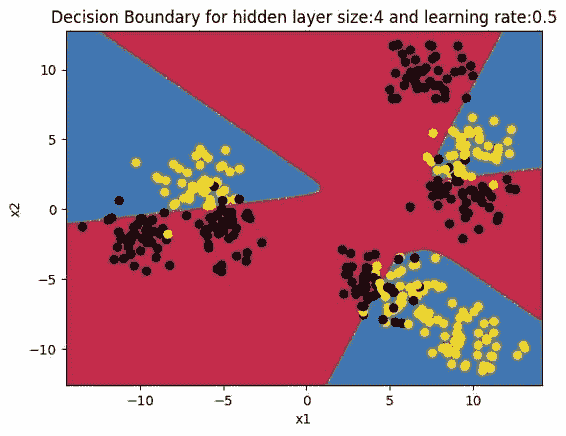 Decision Boundary for hidden layer size:4 and learning rate:0.5
10
5
0
−5
−10
x2
−10 −5 0 5 10
x1